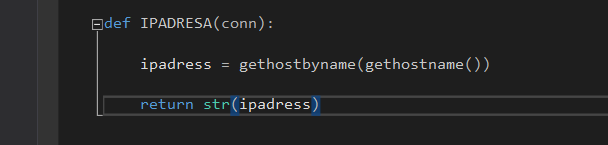 def IPADRESA(conn):
ipadress = gethostbyname(gethostname())
return str(ipadress)